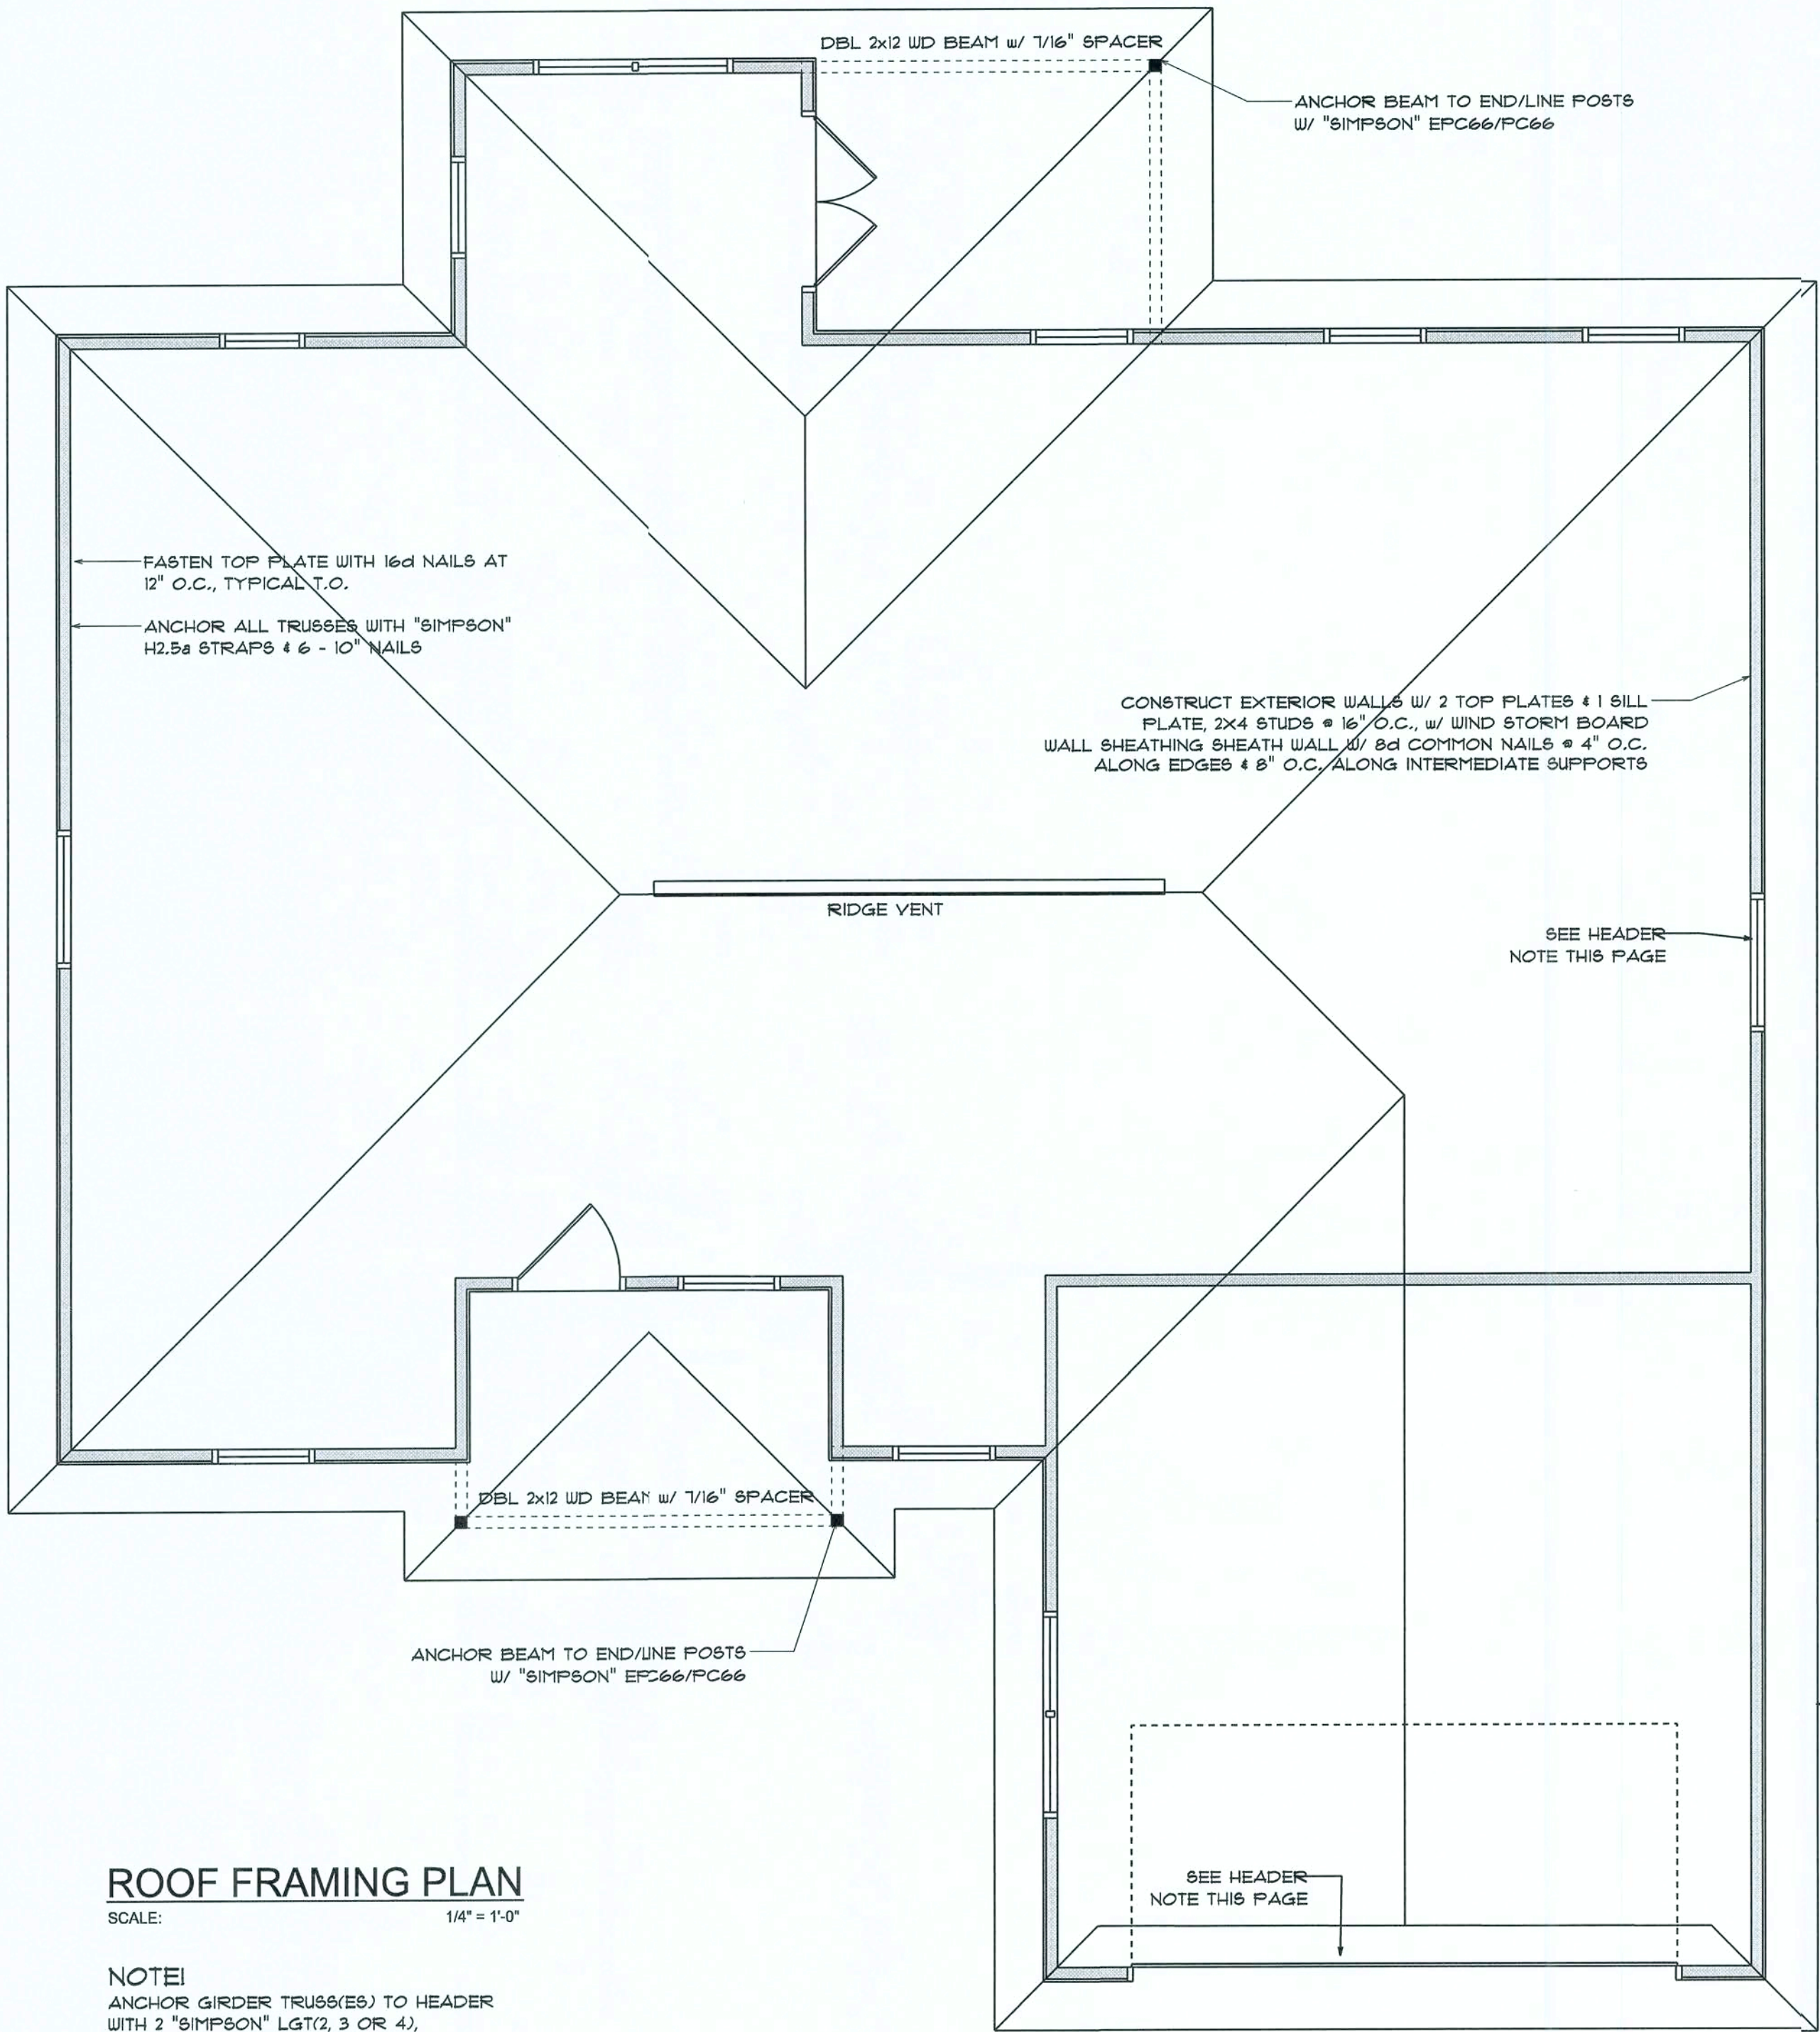 DBL 2x12 WD BEAM w/ 7/16" SPACER
ANCHOR BEAM TO END/LINE POSTS
W/ "SIMPSON" EPC66/PC66
FASTEN TOP PLATE WITH 16d NAILS AT
12" O.C., TYPICAL T.O.
ANCHOR ALL TRUSSES WITH "SIMPSON"
H2.5a STRAPS & 6 - 10" NAILS
CONSTRUCT EXTERIOR WALLS W/ 2 TOP PLATES & 1 SILL
PLATE, 2X4 STUDS @ 16" O.C., w/ WIND STORM BOARD
WALL SHEATHING SHEATH WALL W/ 8d COMMON NAILS @ 4" O.C.
ALONG EDGES & 8" O.C. ALONG INTERMEDIATE SUPPORTS
RIDGE VENT
SEE HEADER
NOTE THIS PAGE
DBL 2x12 WD BEAM w/ 7/16" SPACER
ANCHOR BEAM TO END/LINE POSTS
W/ "SIMPSON" EPC66/PC66
SEE HEADER
NOTE THIS PAGE
ROOF FRAMING PLAN
SCALE: 1/4" = 1'-0"
NOTE!
ANCHOR GIRDER TRUSS(ES) TO HEADER
WITH 2 "SIMPSON" LGT(2, 3 OR 4),